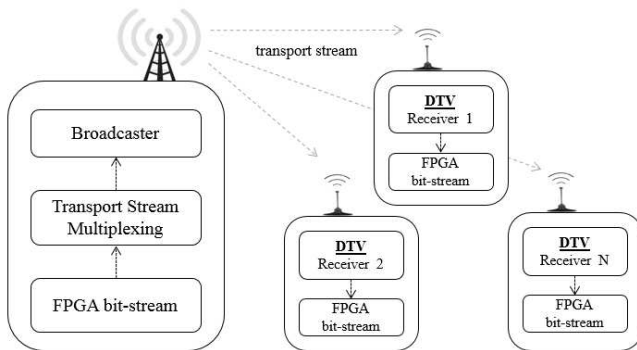 transport stream
Broadcaster
Transport Stream
Multiplexing
FPGA bit-stream
DTV
Receiver 1
FPGA
bit-stream
DTV
Receiver 2
FPGA
bit-stream
DTV
Receiver N
FPGA
bit-stream